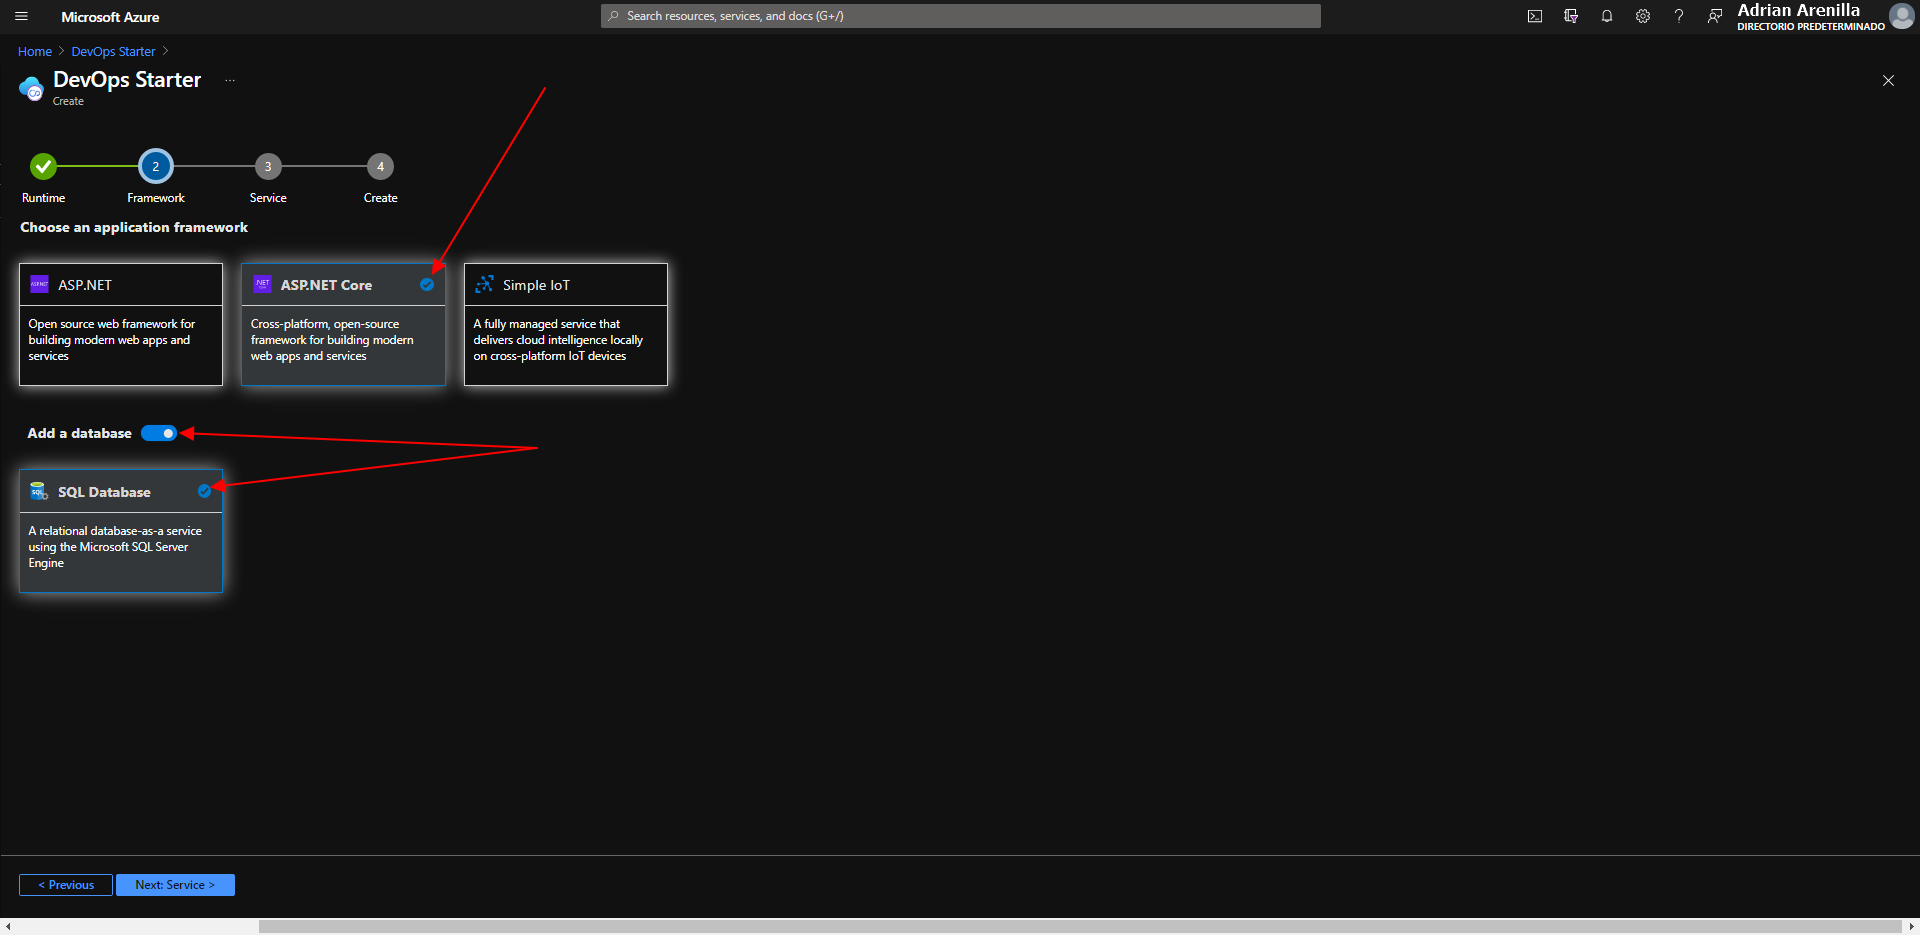 Microsoft Azure
Search resources, services, and docs (G+/)
Adrian Arenilla
DIRECTORIO PREDETERMINADO
Home > DevOps Starter >
DevOps Starter ...
Create
2
3
4
Runtime
Framework
Service
Create
Choose an application framework
ASP.NET
Open source web framework for
building modern web apps and
services
.NET
ASP.NET Core
Cross-platform, open-source
framework for building modern
web apps and services
Simple IoT
A fully managed service that
delivers cloud intelligence locally
on cross-platform IoT devices
Add a database
SQL
SQL Database
A relational database-as-a service
using the Microsoft SQL Server
Engine
< Previous
Next: Service >